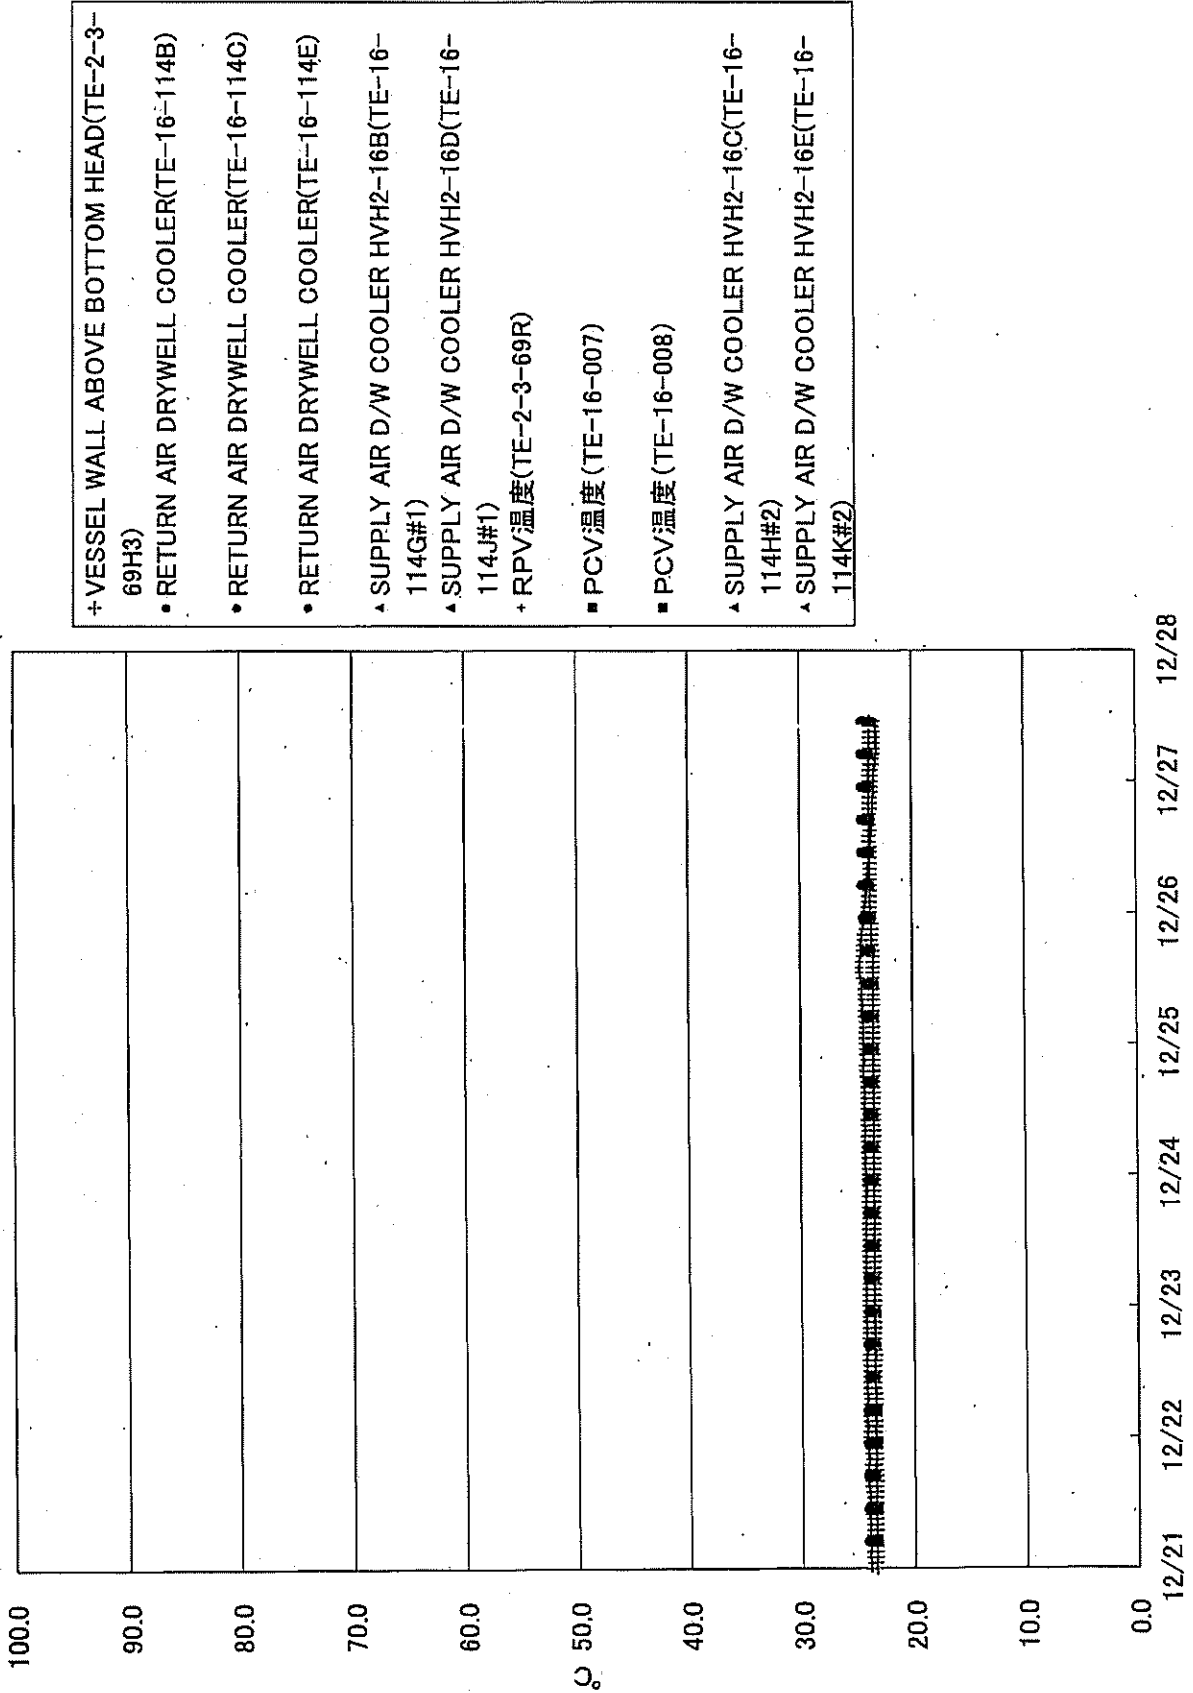 ÷VESSEL WALL ABOVE BOTTOM HEAD(TE-2-3-
69H3)
• RETURN AIR DRYWELL COOLER(TE-16-114B)
• RETURN AIR DRYWELL COOLER(TE-16-114C)
• RETURN AIR DRYWELL COOLER(TE-16-114E)
▲ SUPPLY AIR D/W COOLER HVH2-16B(TE-16-
114G#1)
▲ SUPPLY AIR D/W COOLER HVH2-16D(TE-16-
114J#1)
+ RPV温度(TE-2-3-69R)
■ PCV温度(TE-16-007)
■ PCV温度(TE-16-008)
▲ SUPPLY AIR D/W COOLER HVH2-16C(TE-16-
114H#2)
▲ SUPPLY AIR D/W COOLER HVH2-16E(TE-16-
114K#2)
100.0
90.0
80.0
70.0
60.0
50.0
40.0
30.0
20.0
10.0
0.0
℃
12/21
12/22
12/23
12/24
12/25
12/26
12/27
12/28